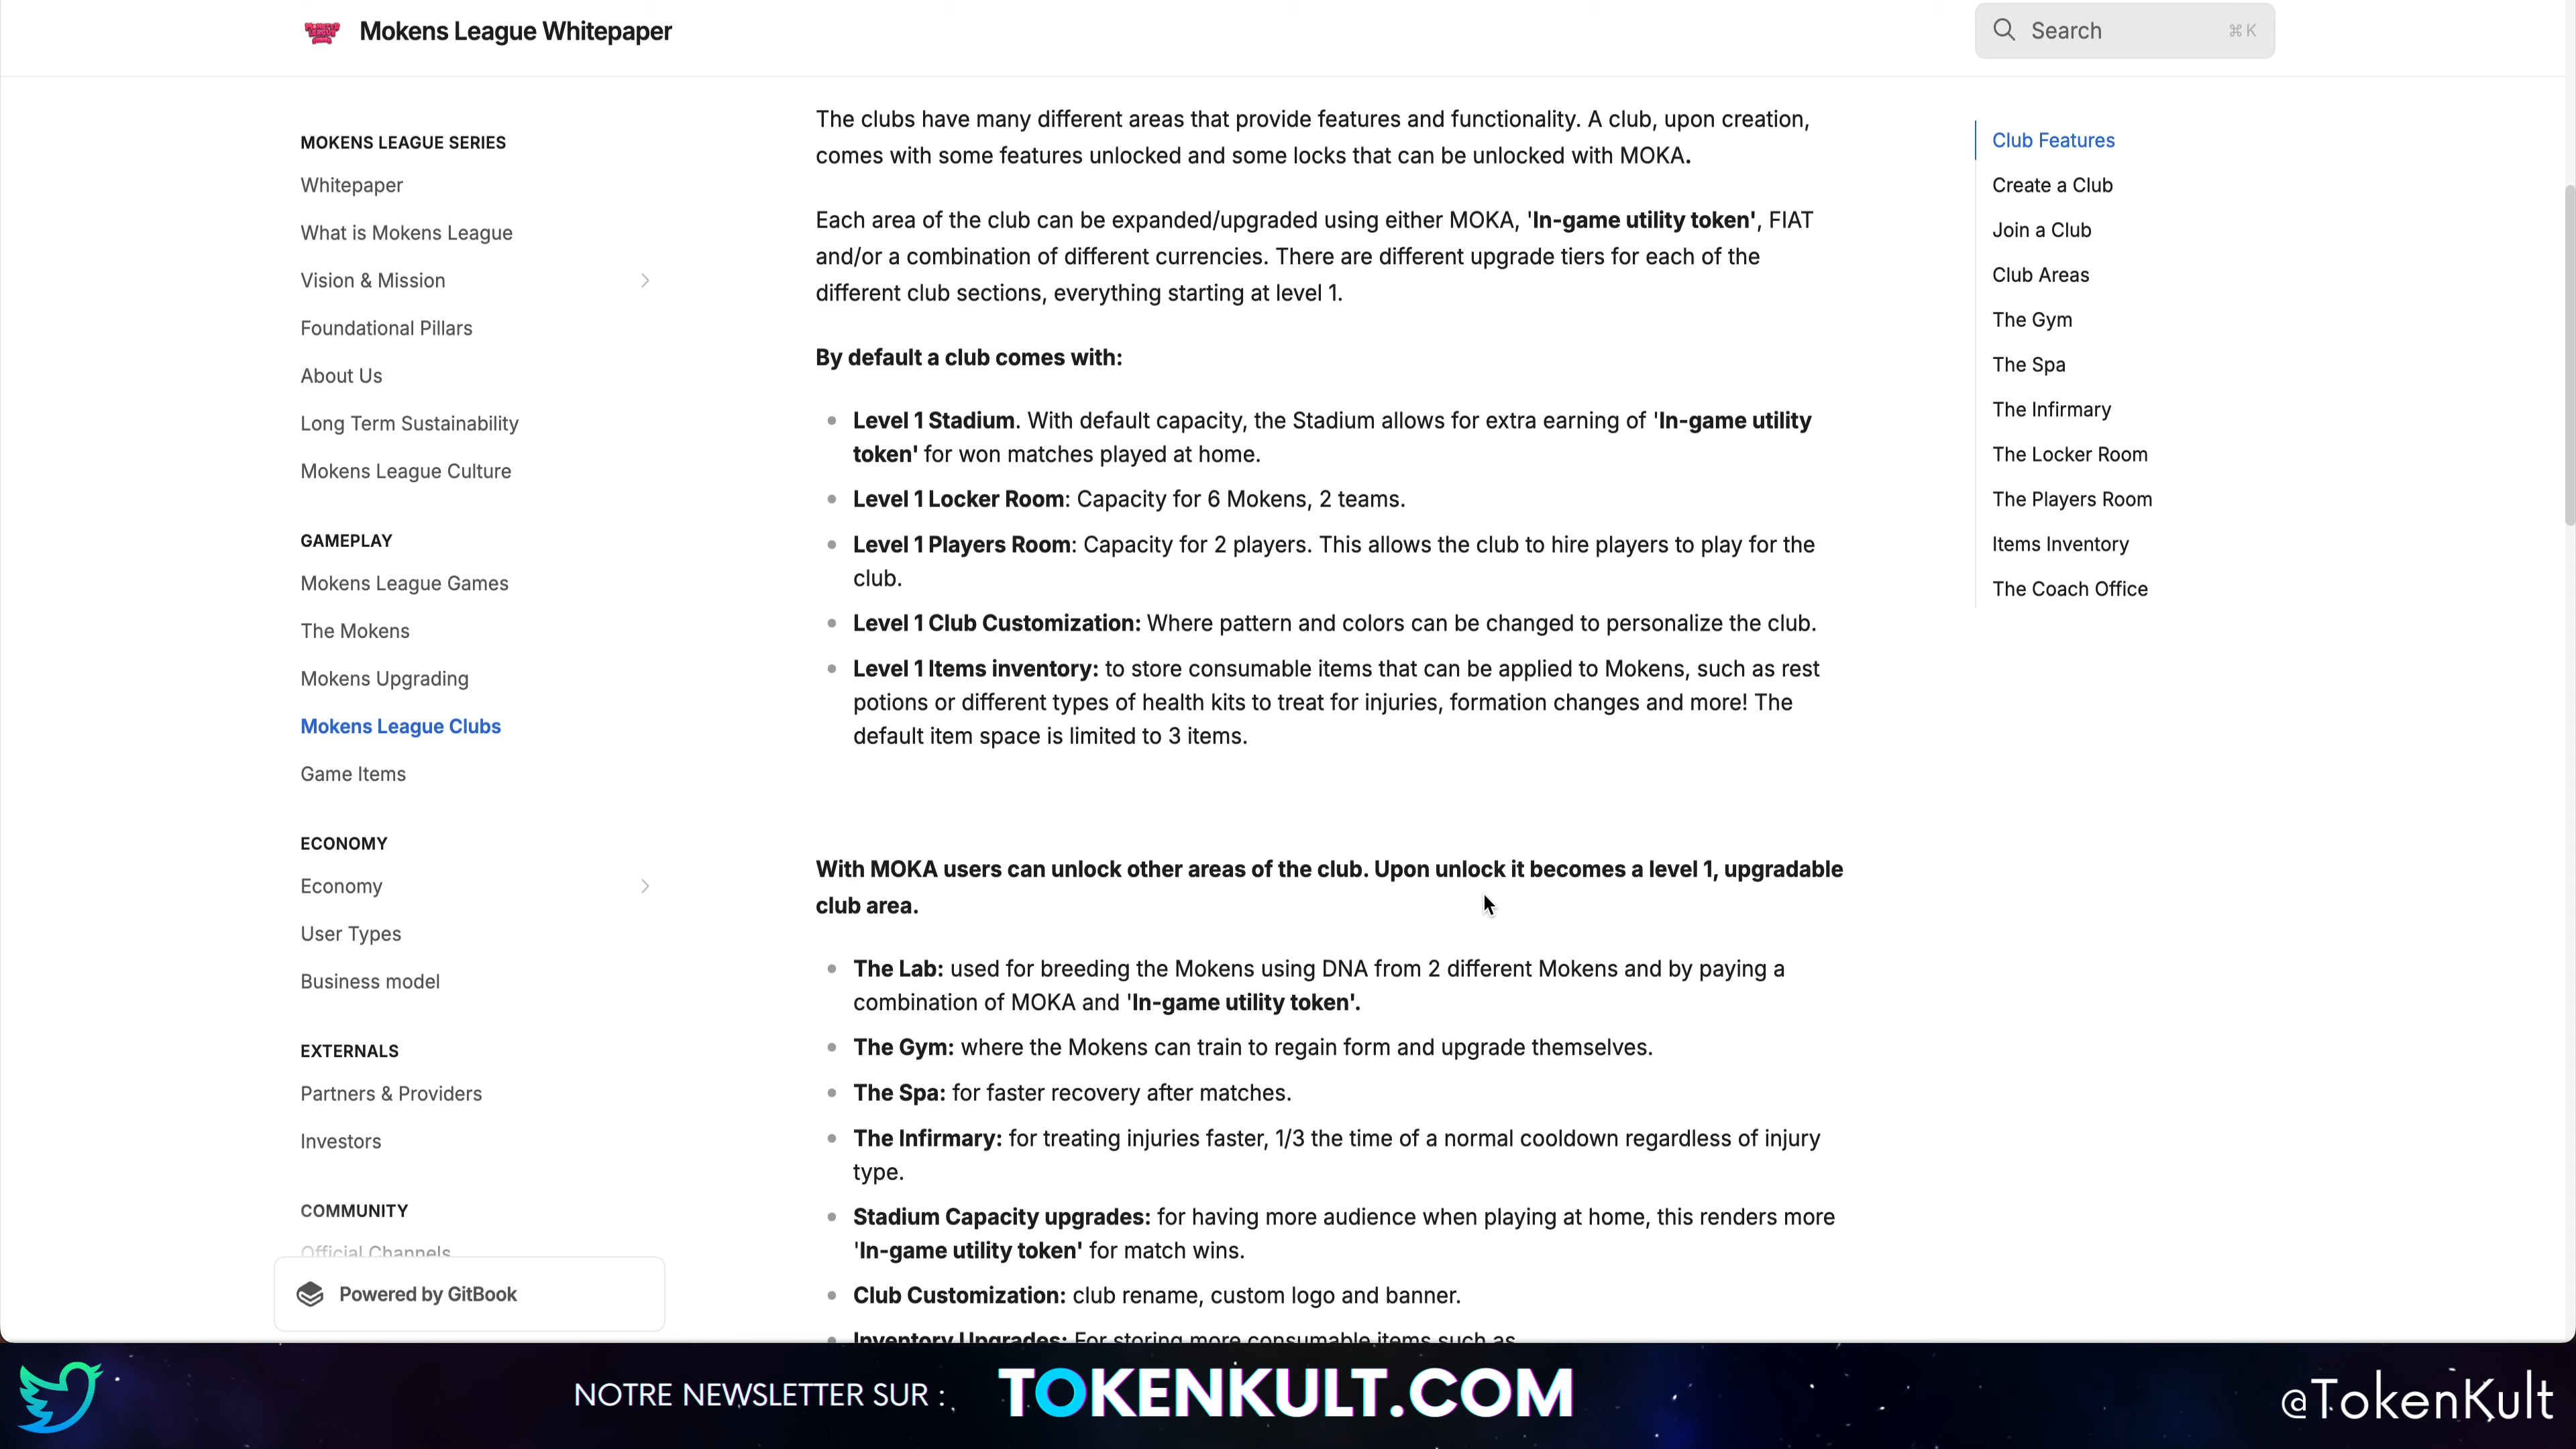 Mokens League Whitepaper
Search
⌘ K
MOKENS LEAGUE SERIES
Whitepaper
What is Mokens League
Vision & Mission
Foundational Pillars
About Us
Long Term Sustainability
Mokens League Culture
GAMEPLAY
Mokens League Games
The Mokens
Mokens Upgrading
Mokens League Clubs
Game Items
ECONOMY
Economy
User Types
Business model
EXTERNALS
Partners & Providers
Investors
COMMUNITY
Official Channels
Powered by GitBook
The clubs have many different areas that provide features and functionality. A club, upon creation,
comes with some features unlocked and some locks that can be unlocked with MOKA.
Each area of the club can be expanded/upgraded using either MOKA, 'In-game utility token', FIAT
and/or a combination of different currencies. There are different upgrade tiers for each of the
different club sections, everything starting at level 1.
By default a club comes with:
Level 1 Stadium. With default capacity, the Stadium allows for extra earning of 'In-game utility
token' for won matches played at home.
Level 1 Locker Room: Capacity for 6 Mokens, 2 teams.
Level 1 Players Room: Capacity for 2 players. This allows the club to hire players to play for the
club.
Level 1 Club Customization: Where pattern and colors can be changed to personalize the club.
Level 1 Items inventory: to store consumable items that can be applied to Mokens, such as rest
potions or different types of health kits to treat for injuries, formation changes and more! The
default item space is limited to 3 items.
With MOKA users can unlock other areas of the club. Upon unlock it becomes a level 1, upgradable
club area.
The Lab: used for breeding the Mokens using DNA from 2 different Mokens and by paying a
combination of MOKA and 'In-game utility token'.
The Gym: where the Mokens can train to regain form and upgrade themselves.
The Spa: for faster recovery after matches.
The Infirmary: for treating injuries faster, 1/3 the time of a normal cooldown regardless of injury
type.
Stadium Capacity upgrades: for having more audience when playing at home, this renders more
'In-game utility token' for match wins.
Club Customization: club rename, custom logo and banner.
Inventory Upgrades: For storing more consumable items such as
Club Features
Create a Club
Join a Club
Club Areas
The Gym
The Spa
The Infirmary
The Locker Room
The Players Room
Items Inventory
The Coach Office
NOTRE NEWSLETTER SUR :
TOKENKULT.COM
@TokenKult